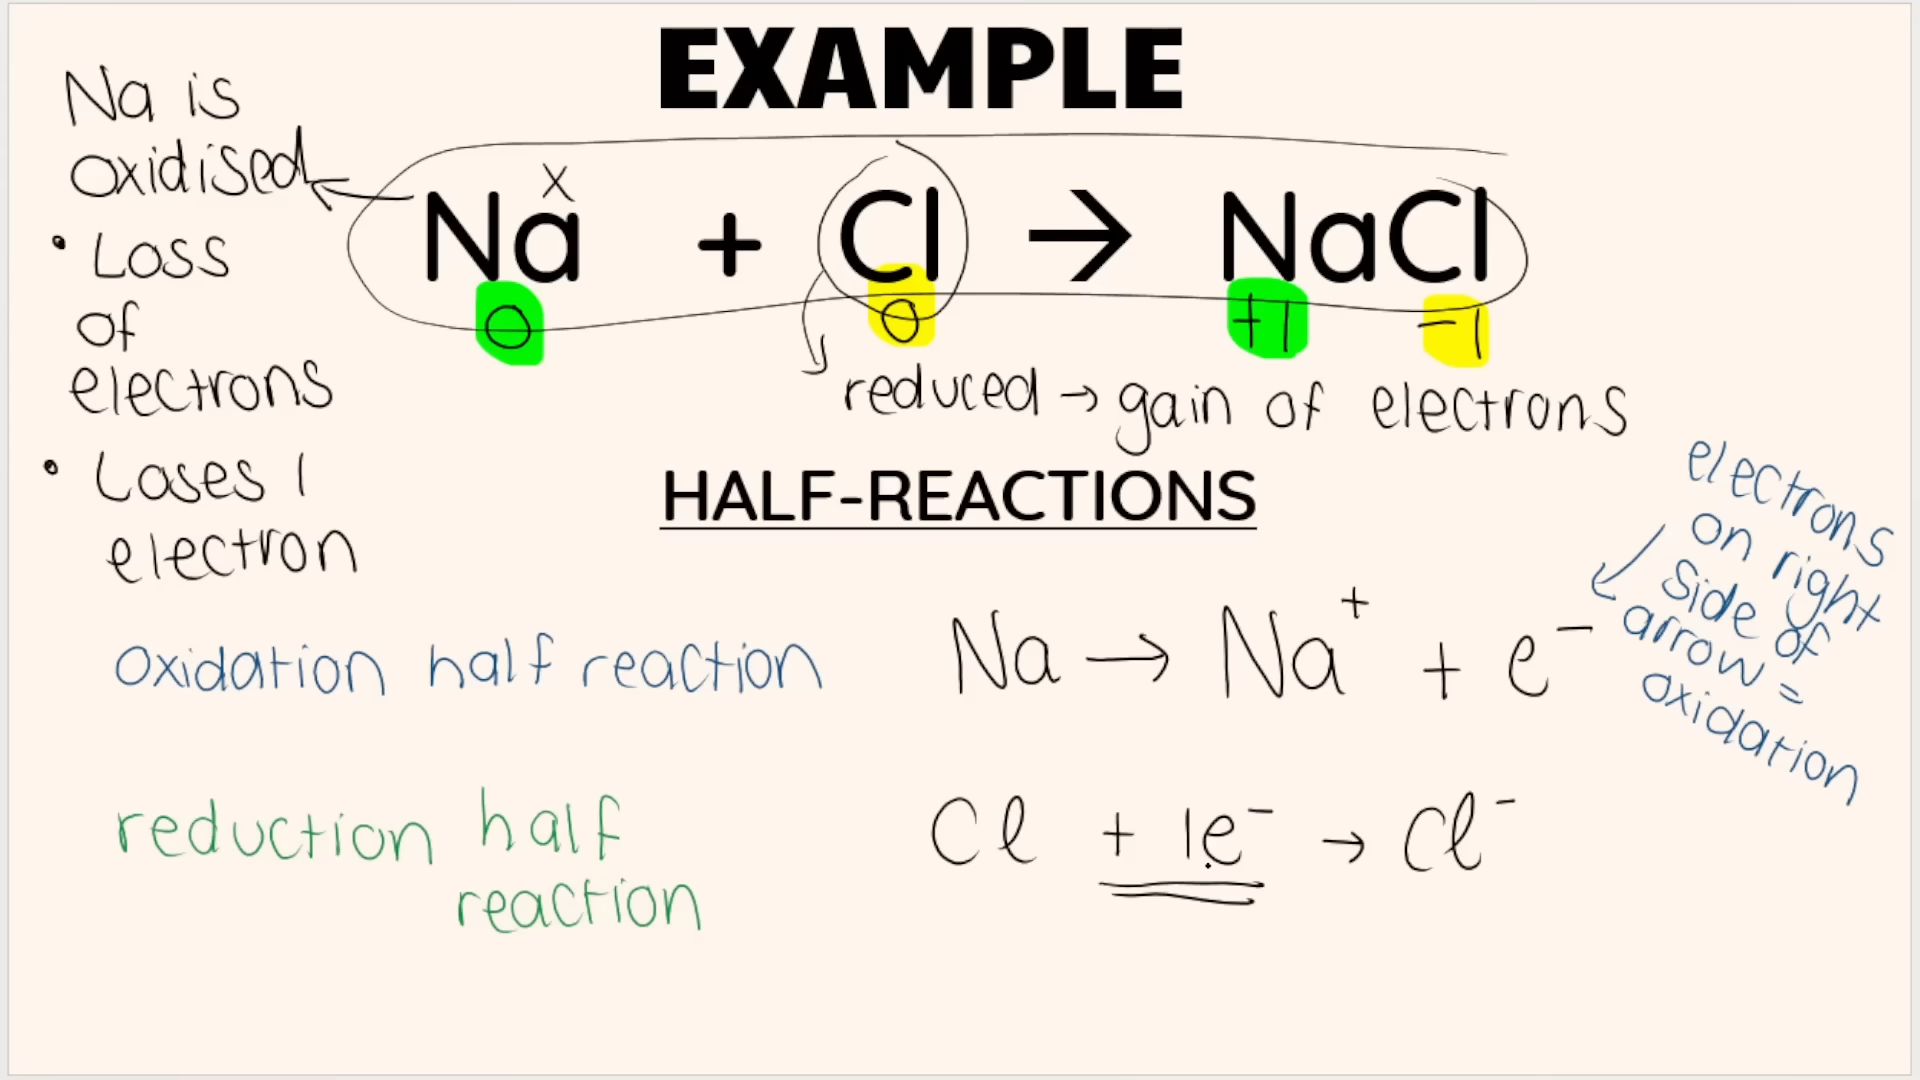 EXAMPLE
Na is
oxidised
• Loss
of
electrons
• Loses 1
electron
x
Na + Cl → NaCl
0 0 +1 −1
reduced → gain of electrons
HALF-REACTIONS
electrons
on right
side of
arrow =
oxidation
oxidation half reaction
Na → Na⁺ + e⁻
reduction half
reaction
Cl + 1e⁻ → Cl⁻